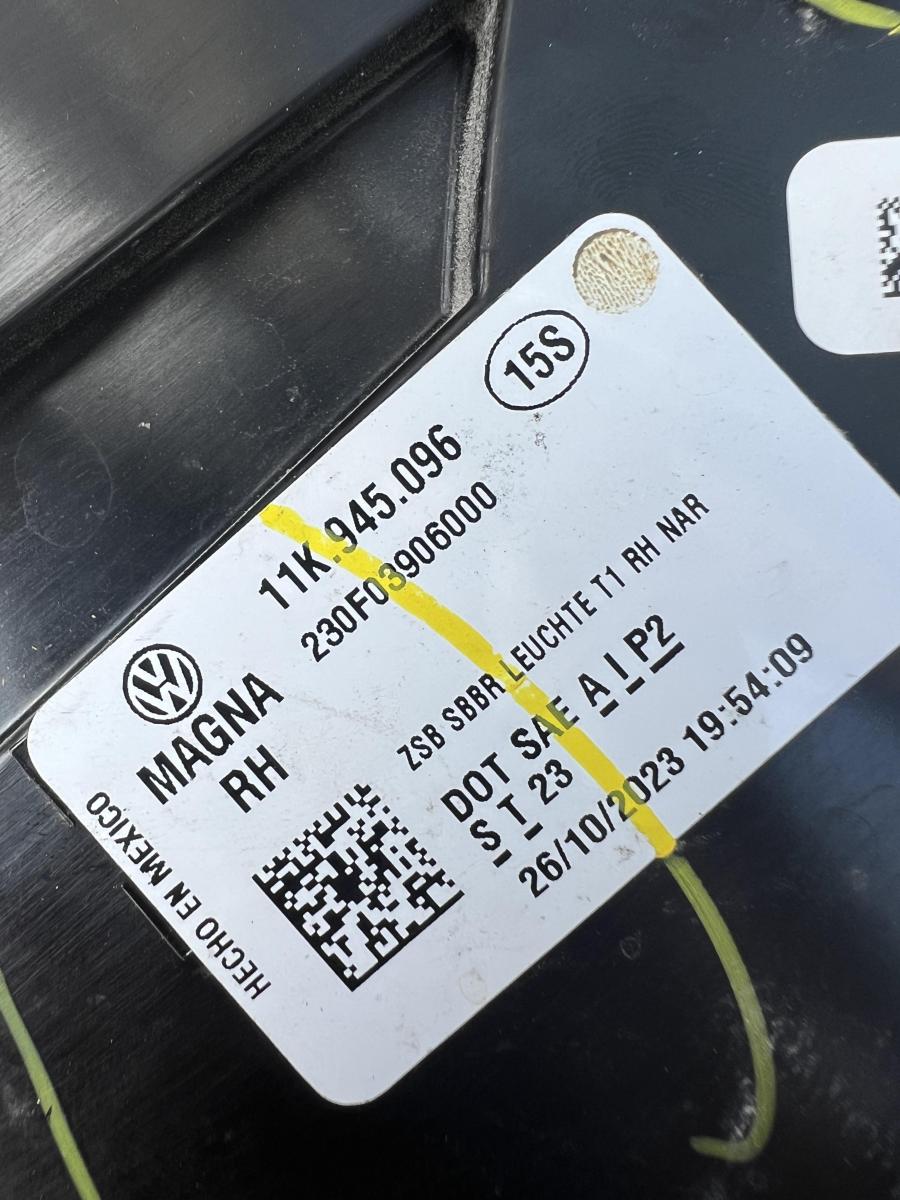 15S
11K.945.096
230F03906000
MAGNA
RH
ZSB SBBR LEUCHTE T1 RH NAR
DOT SAE A I P2
S T 23
26/10/2023 19:54:09
HECHO EN MEXICO